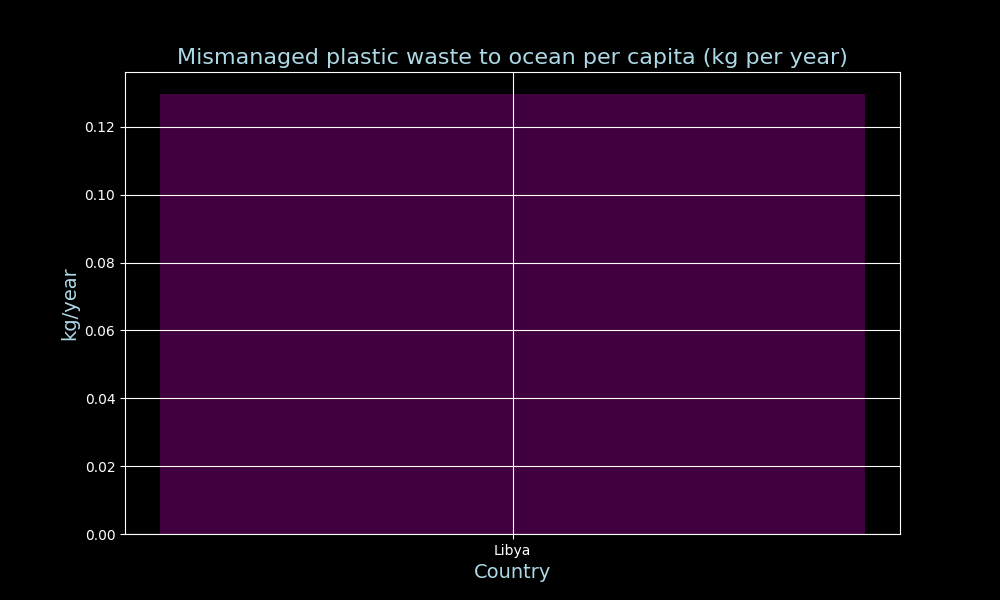 Mismanaged plastic waste to ocean per capita (kg per year)
kg/year
0.12
0.10
0.08
0.06
0.04
0.02
0.00
Libya
Country